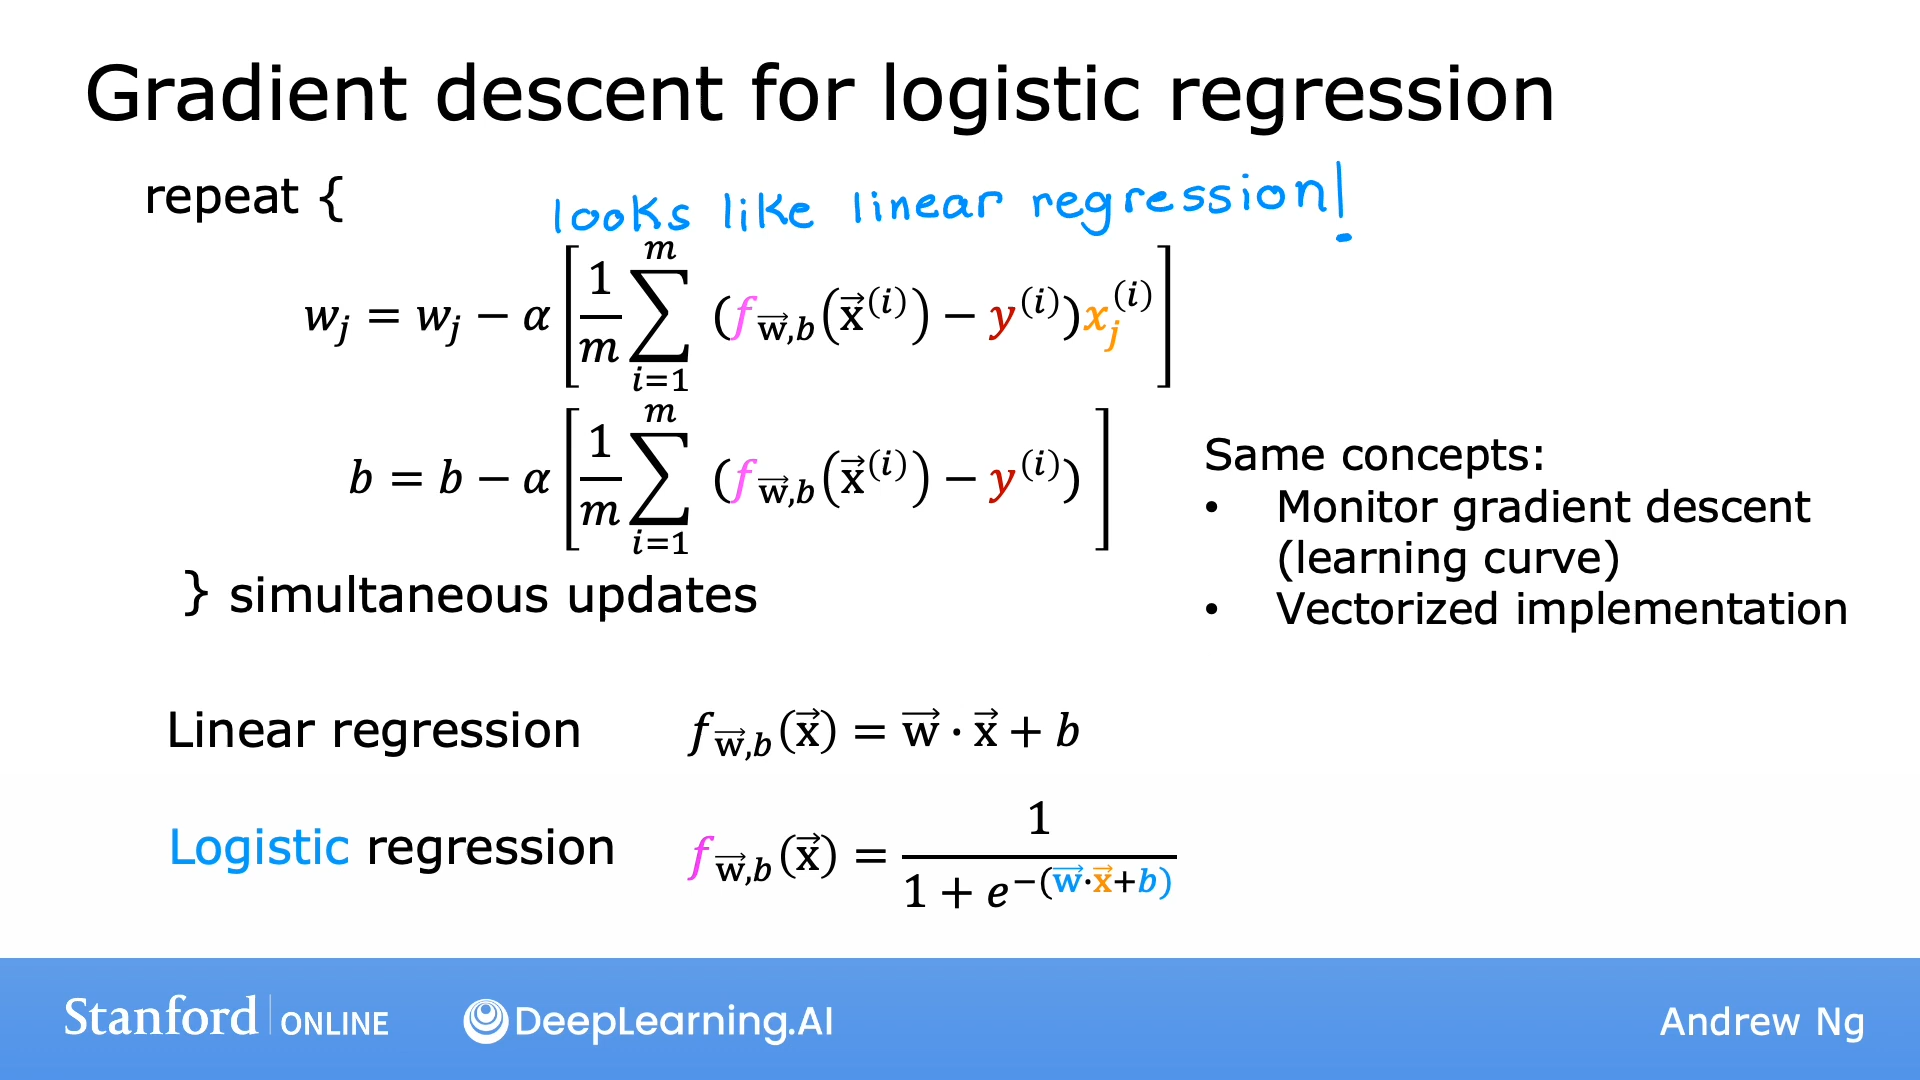 Gradient descent for logistic regression
repeat {
looks like linear regression!
w_j = w_j − α [ 1/m ∑_{i=1}^{m} (f_{w⃗,b}(x⃗^{(i)}) − y^{(i)})x_j^{(i)} ]
b = b − α [ 1/m ∑_{i=1}^{m} (f_{w⃗,b}(x⃗^{(i)}) − y^{(i)}) ]
} simultaneous updates
Same concepts:
• Monitor gradient descent
(learning curve)
• Vectorized implementation
Linear regression f_{w⃗,b}(x⃗) = w⃗ · x⃗ + b
Logistic regression f_{w⃗,b}(x⃗) = 1/(1 + e^{−(w⃗·x⃗+b)})
Stanford | ONLINE DeepLearning.AI Andrew Ng